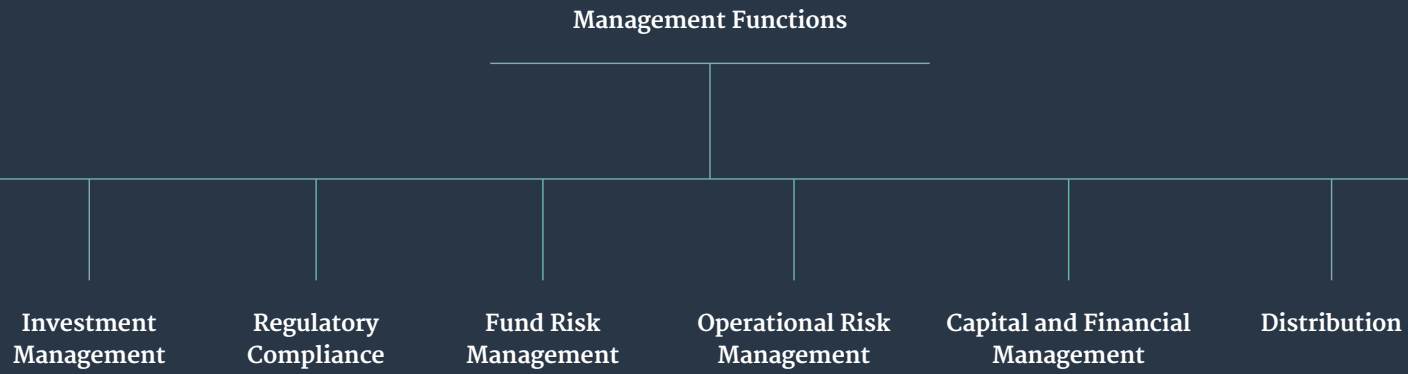 Management Functions
Investment
Management
Regulatory
Compliance
Fund Risk
Management
Operational Risk
Management
Capital and Financial
Management
Distribution